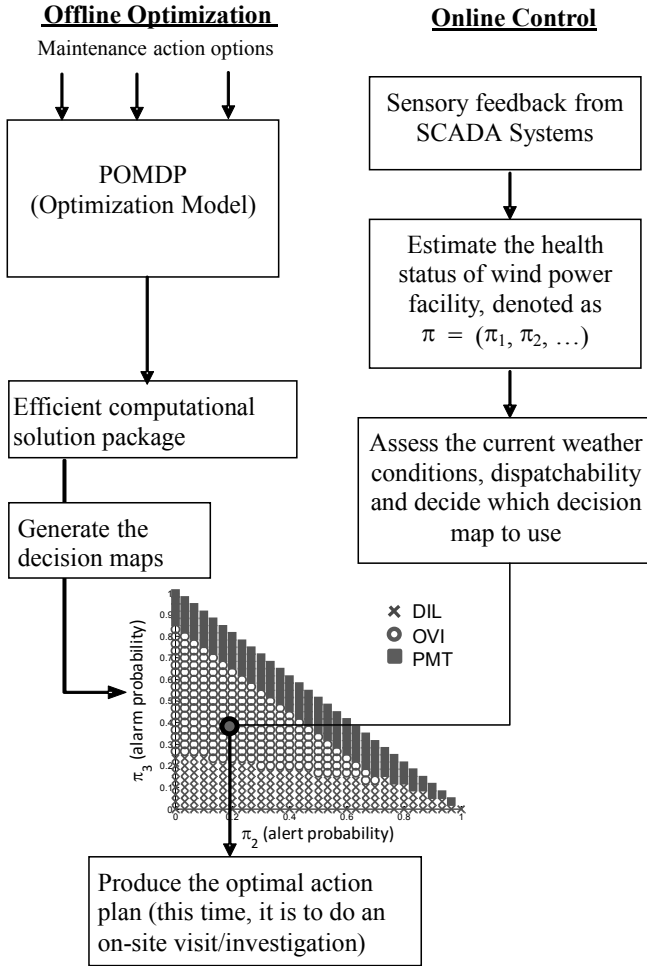 Offline Optimization
Maintenance action options
POMDP
(Optimization Model)
Efficient computational
solution package
Generate the
decision maps
Online Control
Sensory feedback from
SCADA Systems
Estimate the health
status of wind power
facility, denoted as
π = (π1, π2, …)
Assess the current weather
conditions, dispatchability
and decide which decision
map to use
DIL
OVI
PMT
π3 (alarm probability)
1
0.9
0.8
0.7
0.6
0.5
0.4
0.3
0.2
0.1
0
0 0.2 0.4 0.6 0.8 1
π2 (alert probability)
Produce the optimal action
plan (this time, it is to do an
on-site visit/investigation)